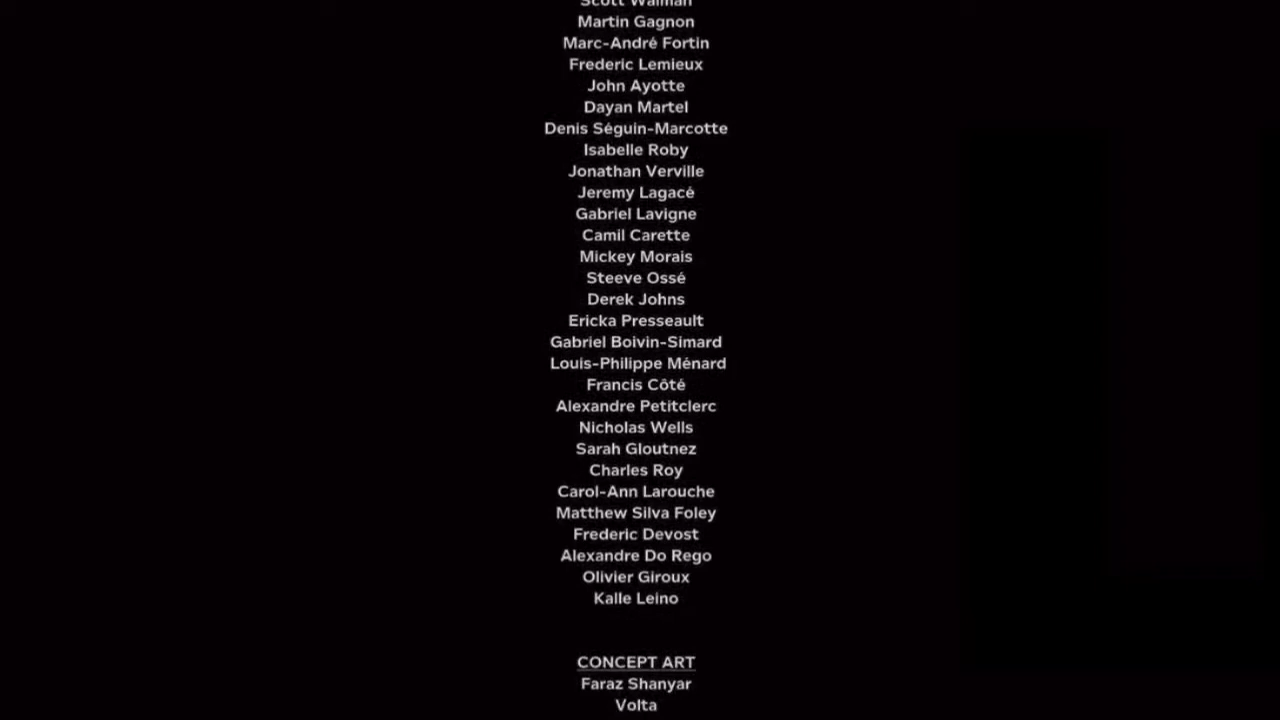 Scott Walman
Martin Gagnon
Marc-André Fortin
Frederic Lemieux
John Ayotte
Dayan Martel
Denis Séguin-Marcotte
Isabelle Roby
Jonathan Verville
Jeremy Lagacé
Gabriel Lavigne
Camil Carette
Mickey Morais
Steeve Ossé
Derek Johns
Ericka Presseault
Gabriel Boivin-Simard
Louis-Philippe Ménard
Francis Côté
Alexandre Petitclerc
Nicholas Wells
Sarah Gloutnez
Charles Roy
Carol-Ann Larouche
Matthew Silva Foley
Frederic Devost
Alexandre Do Rego
Olivier Giroux
Kalle Leino
CONCEPT ART
Faraz Shanyar
Volta